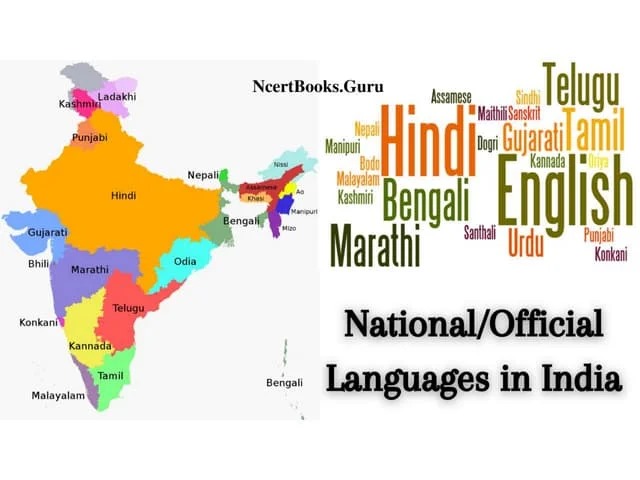 NcertBooks.Guru
Ladakhi
Kashmiri
Punjabi
Hindi
Nepali
Nissi
Assamese
Ao
Khasi
Manipuri
Mizo
Bengali
Gujarati
Bhili
Marathi
Odia
Telugu
Konkani
Kannada
Tamil
Malayalam
Bengali
Assamese
Sindhi
Telugu
Maithili
Sanskrit
Nepali
Hindi
Dogri
Gujarati
Tamil
Manipuri
Bodo
Kannada
Oriya
Malayalam
Kashmiri
Bengali
English
Marathi
Santhali
Urdu
Punjabi
Konkani
National/Official
Languages in India